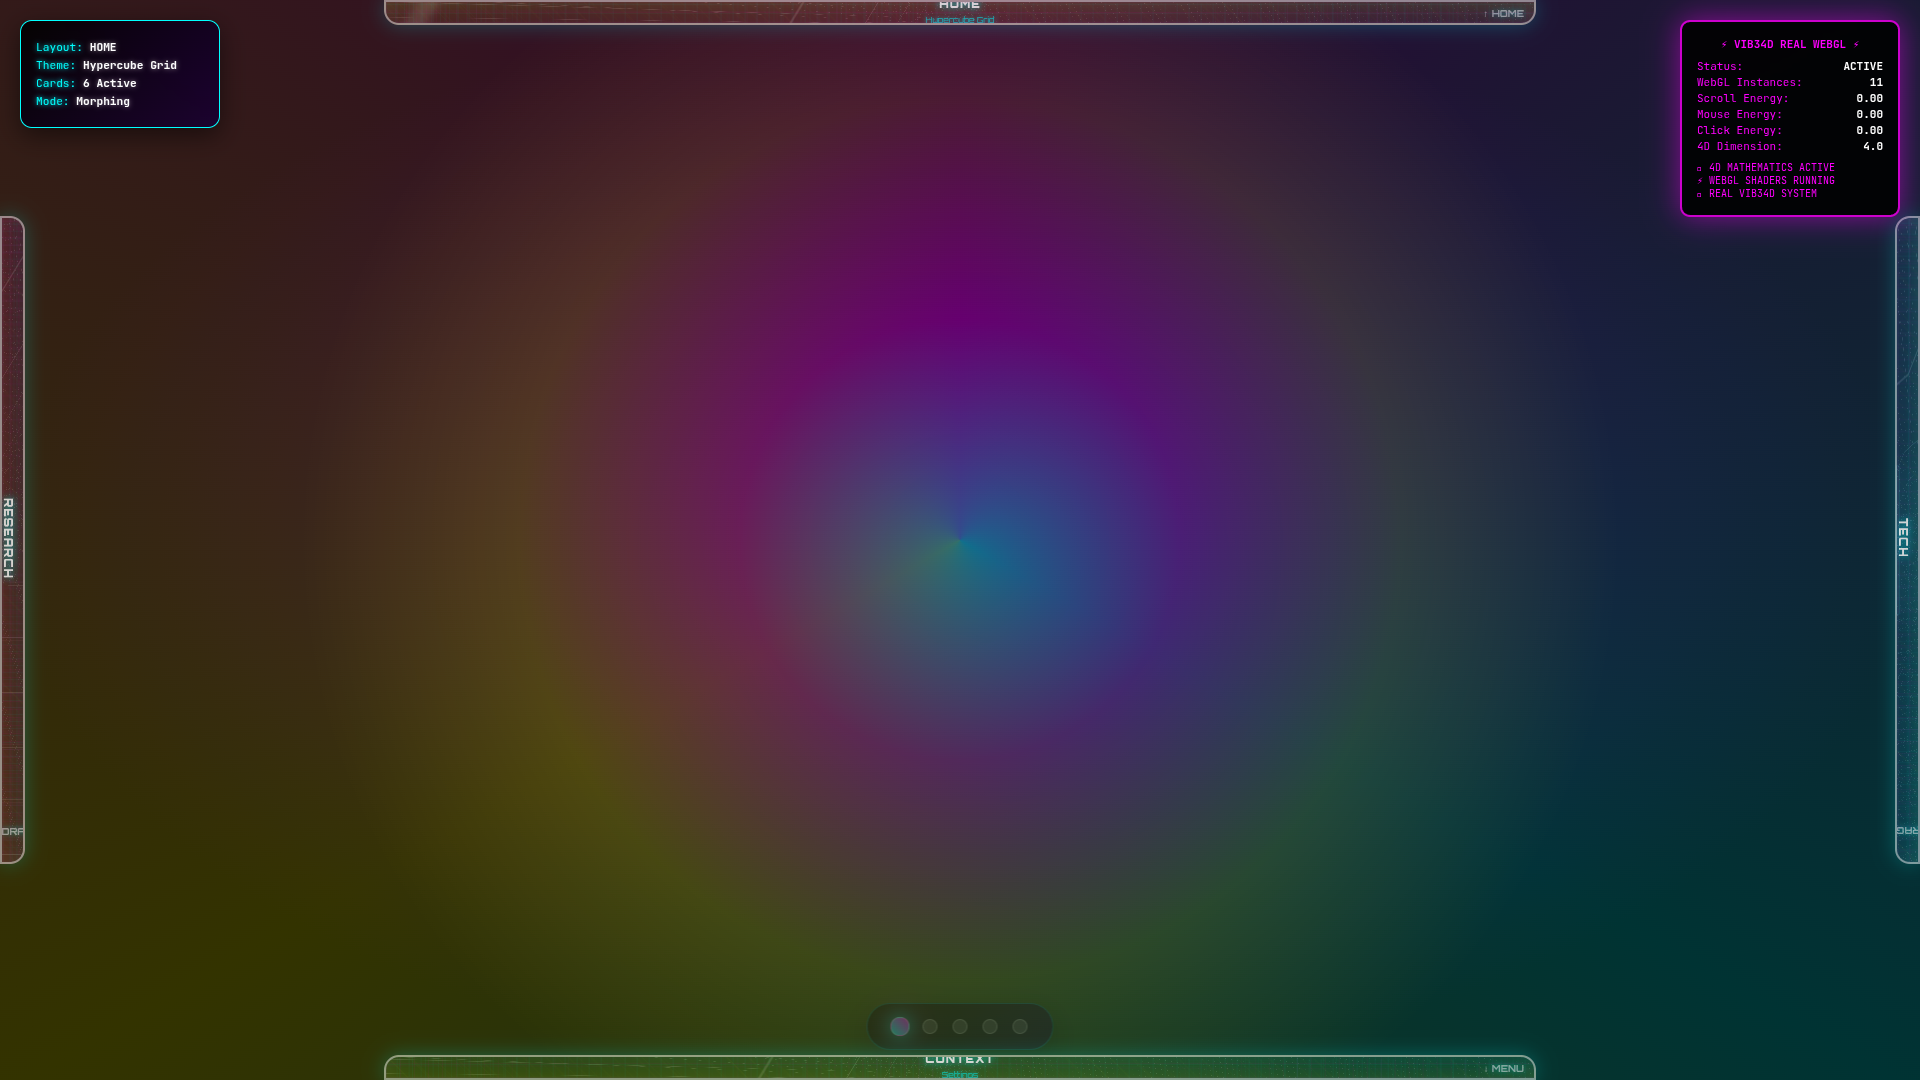 HOME
Hypercube Grid
↑ HOME
Layout: HOME
Theme: Hypercube Grid
Cards: 6 Active
Mode: Morphing
⚡ VIB34D REAL WEBGL ⚡
Status: ACTIVE
WebGL Instances: 11
Scroll Energy: 0.00
Mouse Energy: 0.00
Click Energy: 0.00
4D Dimension: 4.0
4D MATHEMATICS ACTIVE
⚡ WEBGL SHADERS RUNNING
REAL VIB34D SYSTEM
RESEARCH
TECH
CONTEXT
Settings
↓ MENU